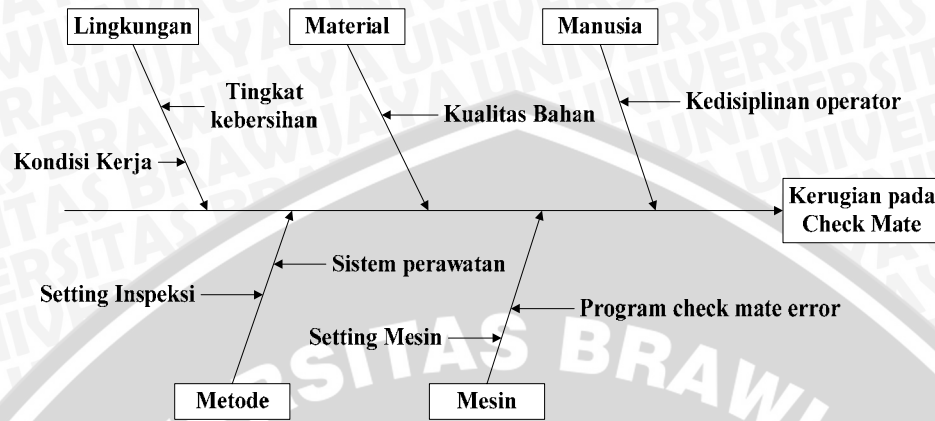 Lingkungan
Material
Manusia
Tingkat
kebersihan
Kualitas Bahan
Kedisiplinan operator
Kondisi Kerja
Kerugian pada
Check Mate
Sistem perawatan
Setting Inspeksi
Program check mate error
Setting Mesin
Metode
Mesin